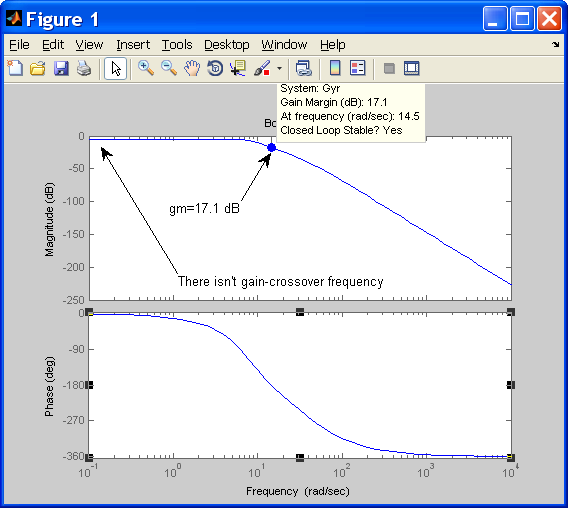 Figure 1
File Edit View Insert Tools Desktop Window Help
System: Gyr
Gain Margin (dB): 17.1
At frequency (rad/sec): 14.5
Closed Loop Stable? Yes
Bo
0
-50
-100
-150
-200
-250
Magnitude (dB)
gm=17.1 dB
There isn't gain-crossover frequency
0
-90
-180
-270
-360
Phase (deg)
10^-1 10^0 10^1 10^2 10^3 10^4
Frequency (rad/sec)